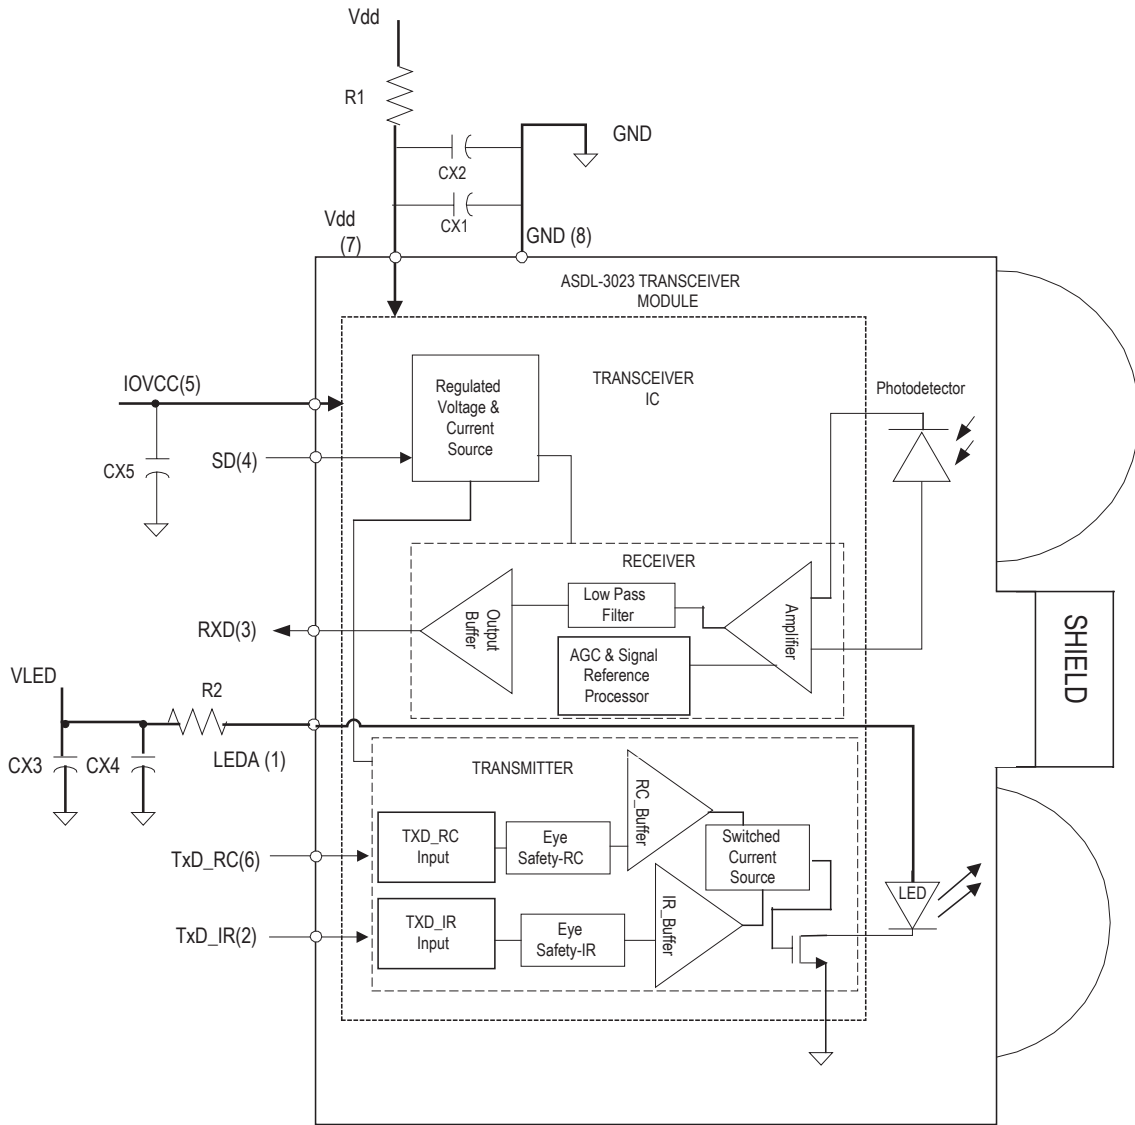 Vdd
R1
GND
CX2
CX1
Vdd
(7)
GND (8)
ASDL-3023 TRANSCEIVER
MODULE
IOVCC(5)
Regulated
Voltage &
Current
Source
TRANSCEIVER
IC
Photodetector
CX5
SD(4)
RECEIVER
Output
Buffer
Low Pass
Filter
Amplifier
RXD(3)
AGC & Signal
Reference
Processor
SHIELD
VLED
R2
LEDA (1)
CX3
CX4
TRANSMITTER
RC_Buffer
TXD_RC
Input
Eye
Safety-RC
Switched
Current
Source
TxD_RC(6)
LED
IR_Buffer
TXD_IR
Input
Eye
Safety-IR
TxD_IR(2)